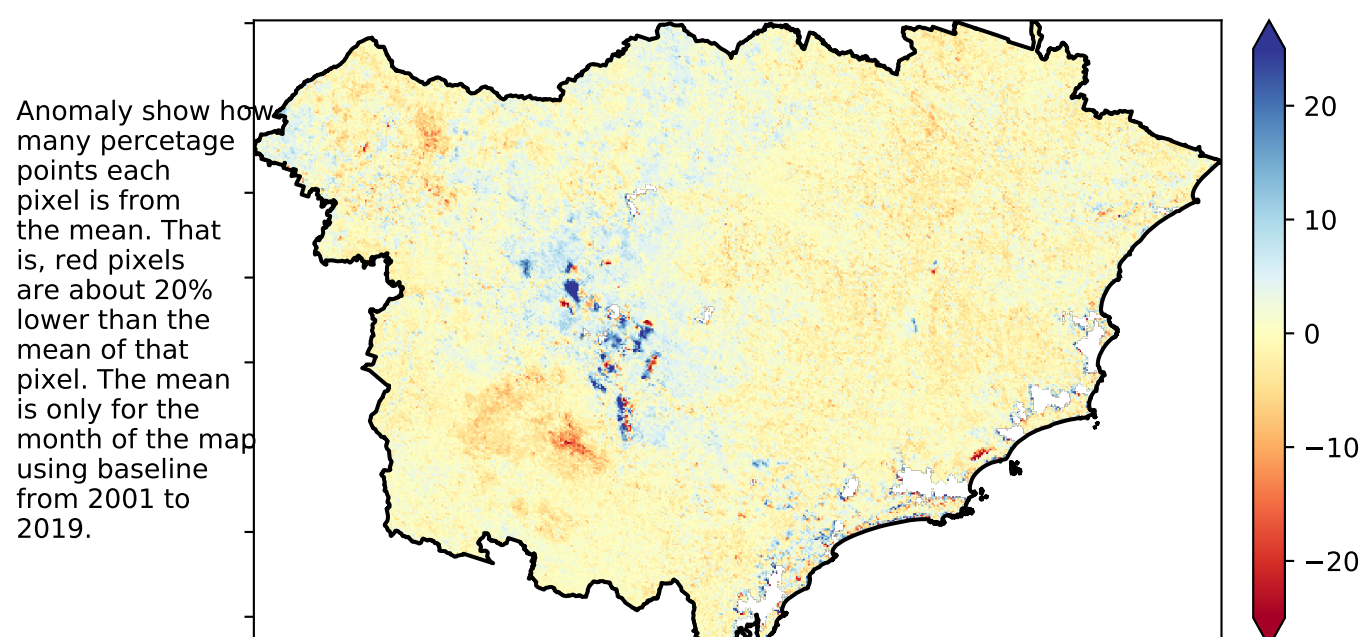 Anomaly show how
many percetage
points each
pixel is from
the mean. That
is, red pixels
are about 20%
lower than the
mean of that
pixel. The mean
is only for the
month of the map
using baseline
from 2001 to
2019.
20
10
0
−10
−20